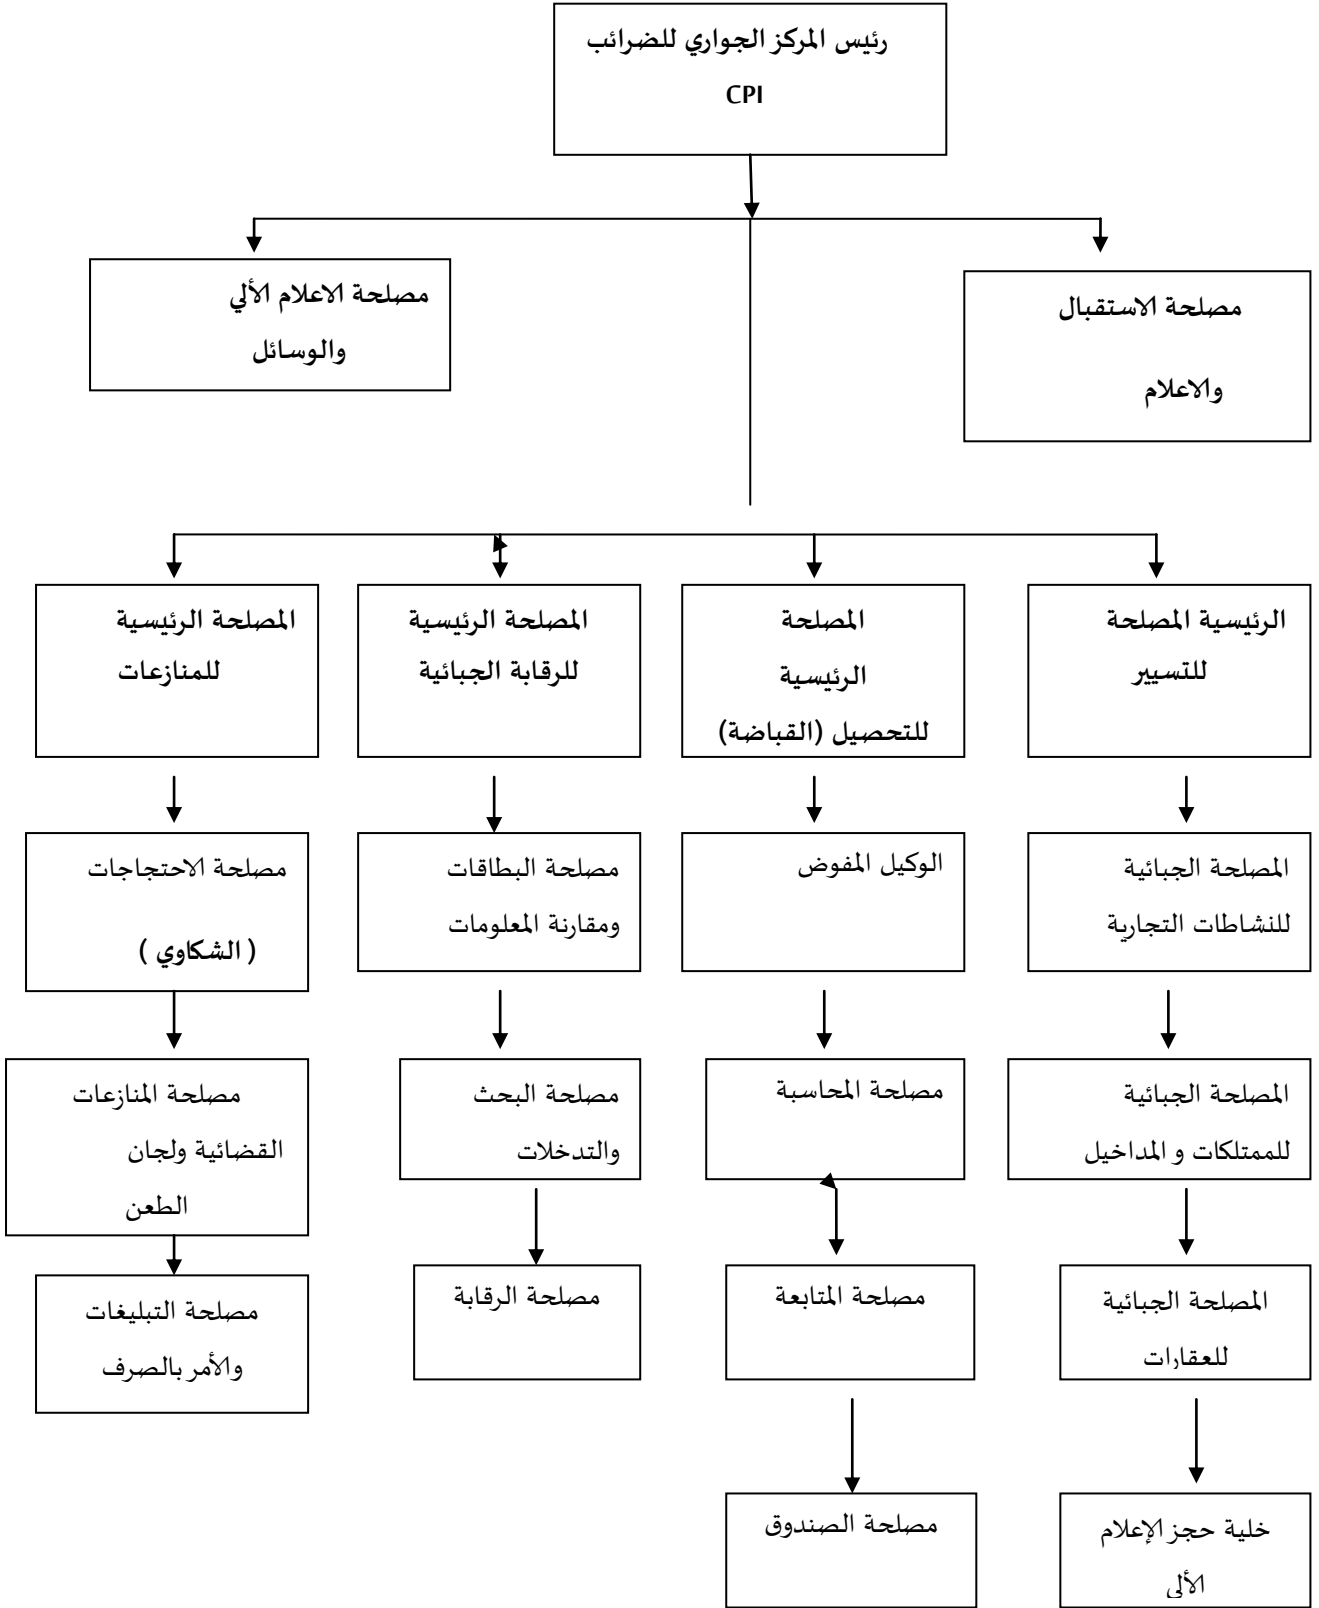 رئيس المركز الجواري للضرائب
CPI
مصلحة الاستقبال
والاعلام
مصلحة الاعلام الألي
والوسائل
الرئيسية المصلحة
للتسيير
المصلحة
الرئيسية
للتحصيل (القباضة)
المصلحة الرئيسية
للرقابة الجبائية
المصلحة الرئيسية
للمنازعات
المصلحة الجبائية
للنشاطات التجارية
الوكيل المفوض
مصلحة البطاقات
ومقارنة المعلومات
مصلحة الاحتجاجات
( الشكاوي )
المصلحة الجبائية
للممتلكات و المداخيل
مصلحة المحاسبة
مصلحة البحث
والتدخلات
مصلحة المنازعات
القضائية ولجان
الطعن
المصلحة الجبائية
للعقارات
مصلحة المتابعة
مصلحة الرقابة
مصلحة التبليغات
والأمر بالصرف
خلية حجز الإعلام
الألي
مصلحة الصندوق